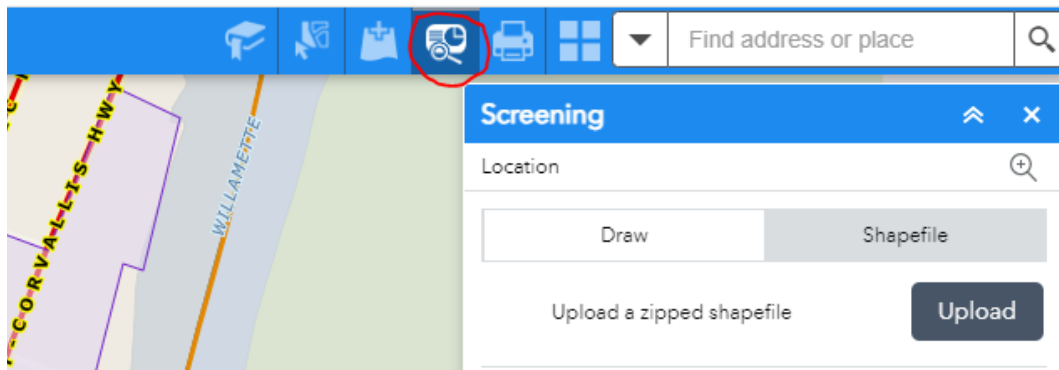 Find address or place
Screening
Location
Draw
Shapefile
Upload a zipped shapefile
Upload
WILLAMETTE
CORVALLIS HWY